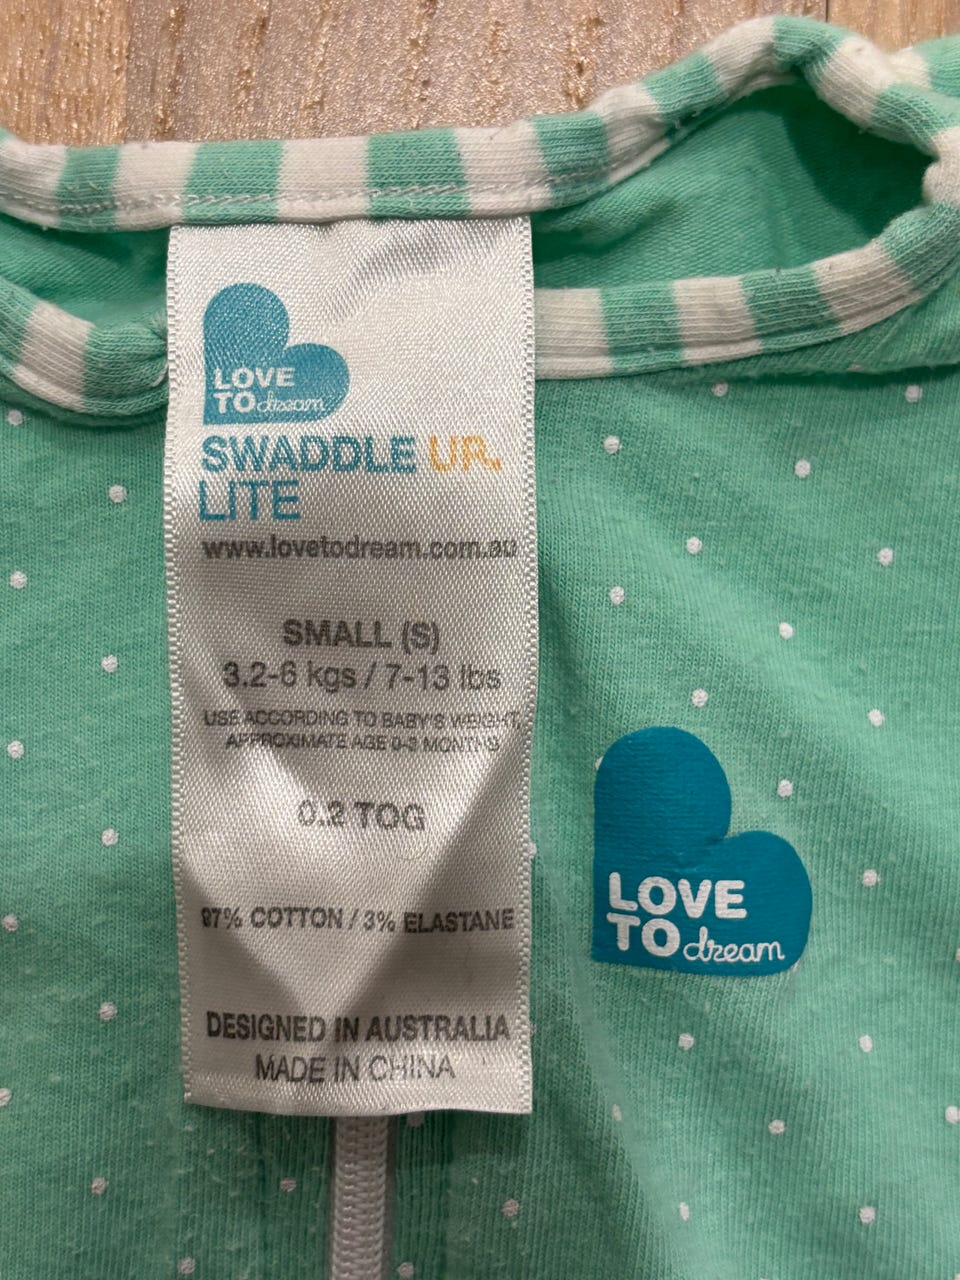 LOVE
TO dream
SWADDLE UP
LITE
www.lovetodream.com.au
SMALL (S)
3.2-6 kgs / 7-13 lbs
USE ACCORDING TO BABY'S WEIGHT,
APPROXIMATE AGE 0-3 MONTHS
0.2 TOG
97% COTTON / 3% ELASTANE
DESIGNED IN AUSTRALIA
MADE IN CHINA
LOVE
TO dream